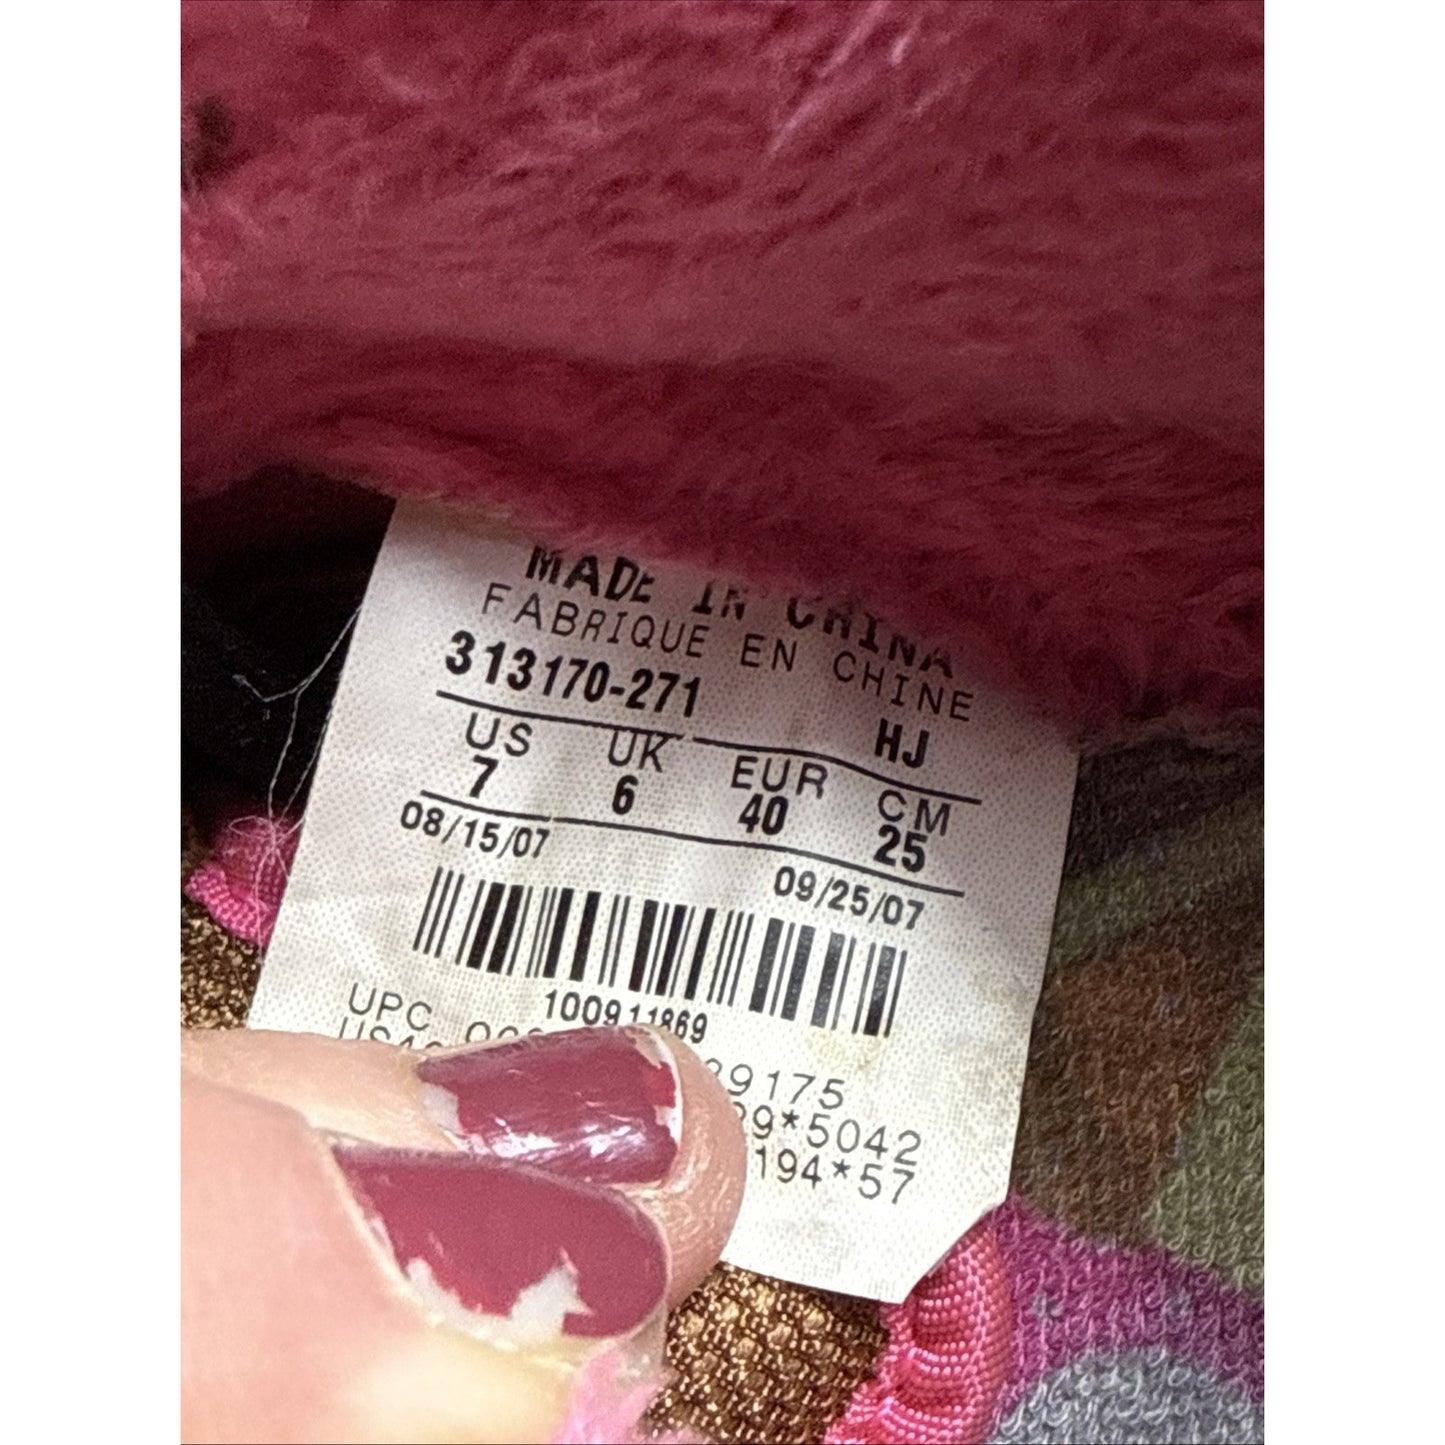 MADE IN CHINA
FABRIQUE EN CHINE
313170-271 HJ
US UK EUR CM
7 6 40 25
08/15/07 09/25/07
100911869
UPC 29175
9*5042
194*57